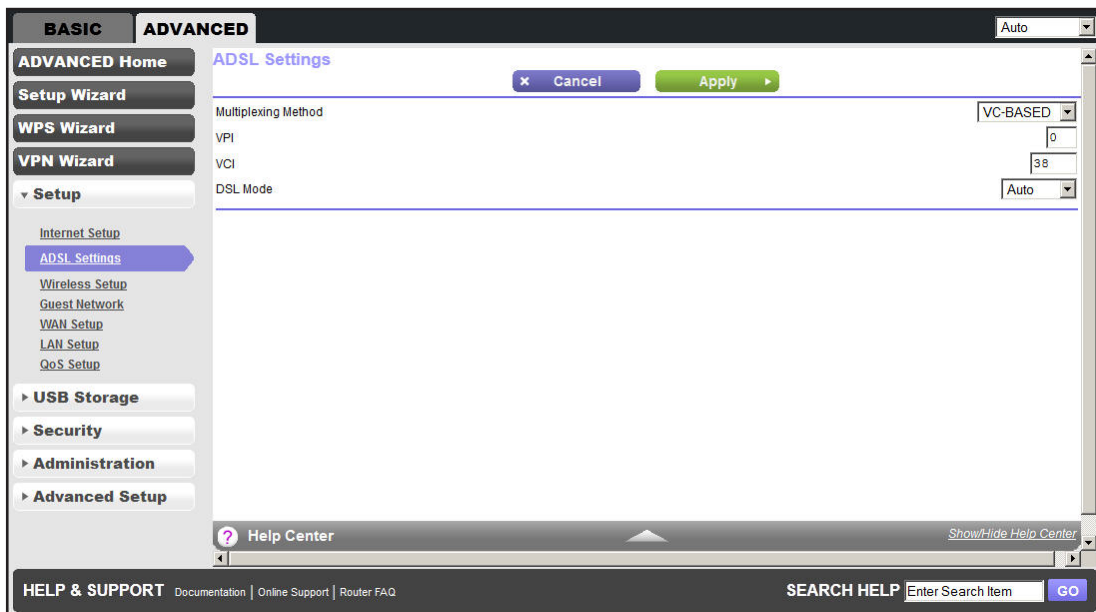 BASIC ADVANCED Auto
ADVANCED Home
Setup Wizard
WPS Wizard
VPN Wizard
Setup
Internet Setup
ADSL Settings
Wireless Setup
Guest Network
WAN Setup
LAN Setup
QoS Setup
USB Storage
Security
Administration
Advanced Setup
ADSL Settings
Cancel Apply
Multiplexing Method VC-BASED
VPI 0
VCI 38
DSL Mode Auto
? Help Center Show/Hide Help Center
HELP & SUPPORT Documentation | Online Support | Router FAQ SEARCH HELP Enter Search Item GO